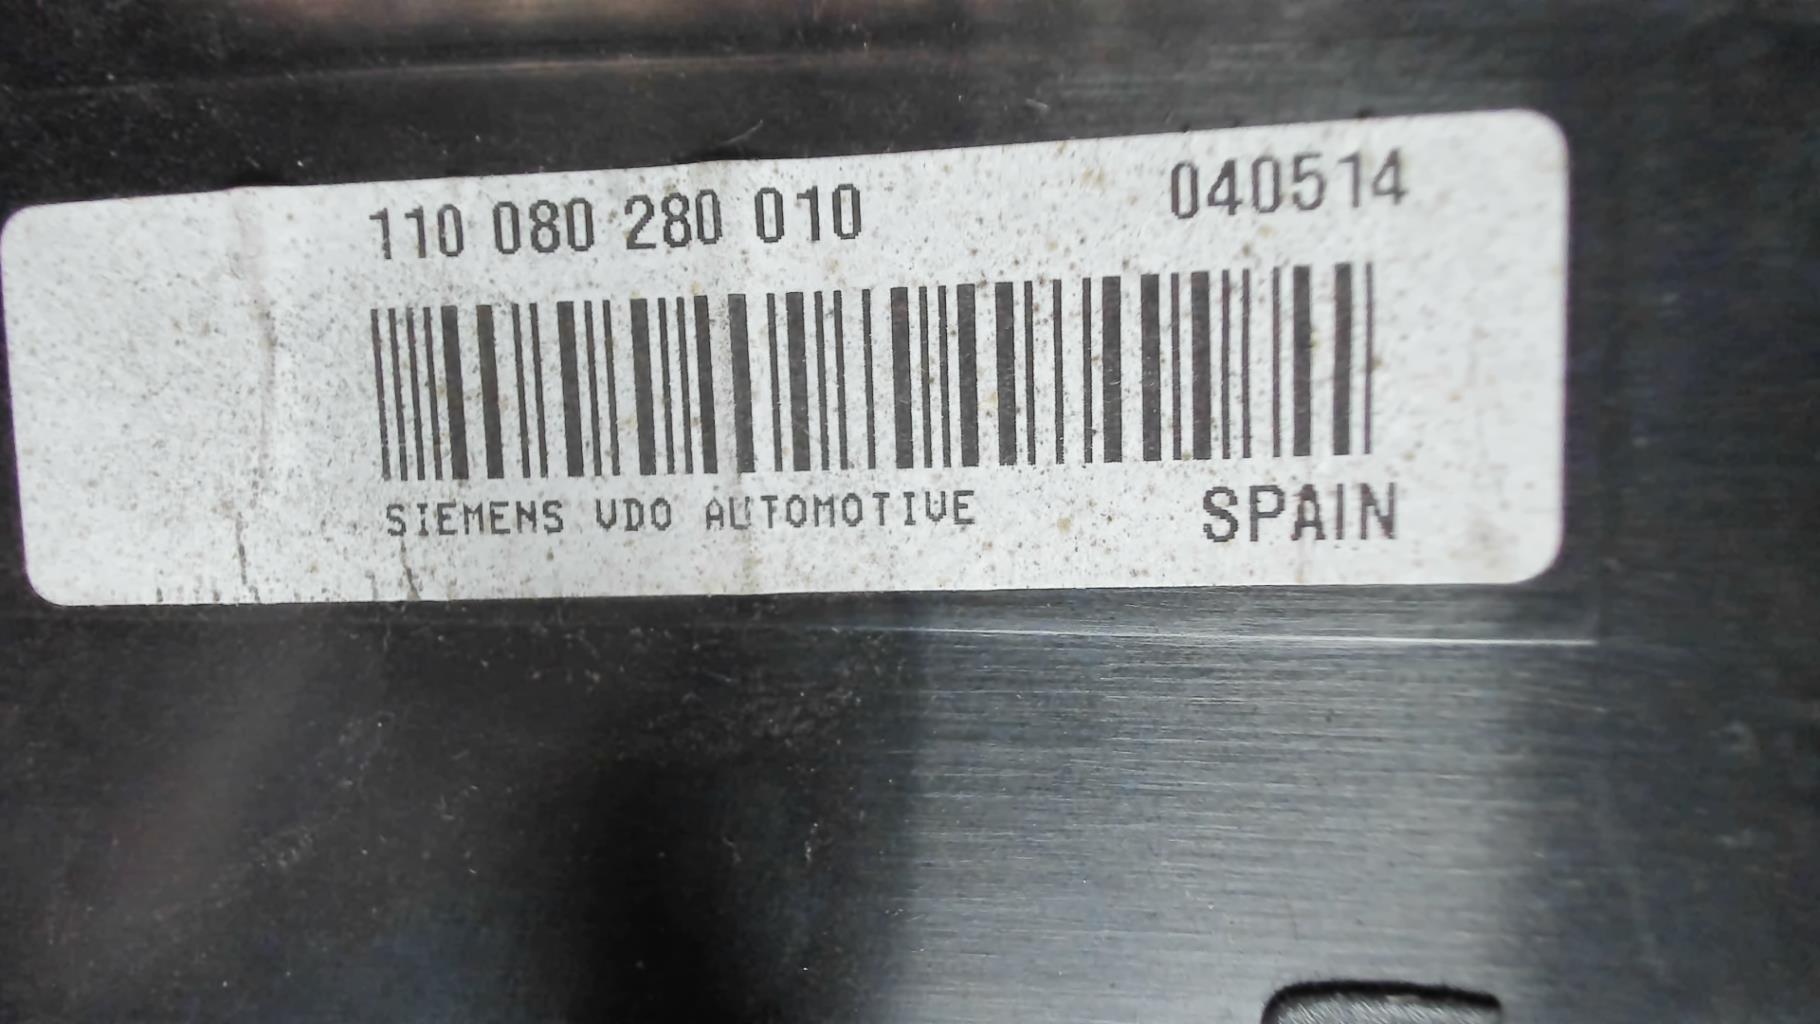 110 080 280 010 040514
SIEMENS VDO AUTOMOTIVE SPAIN